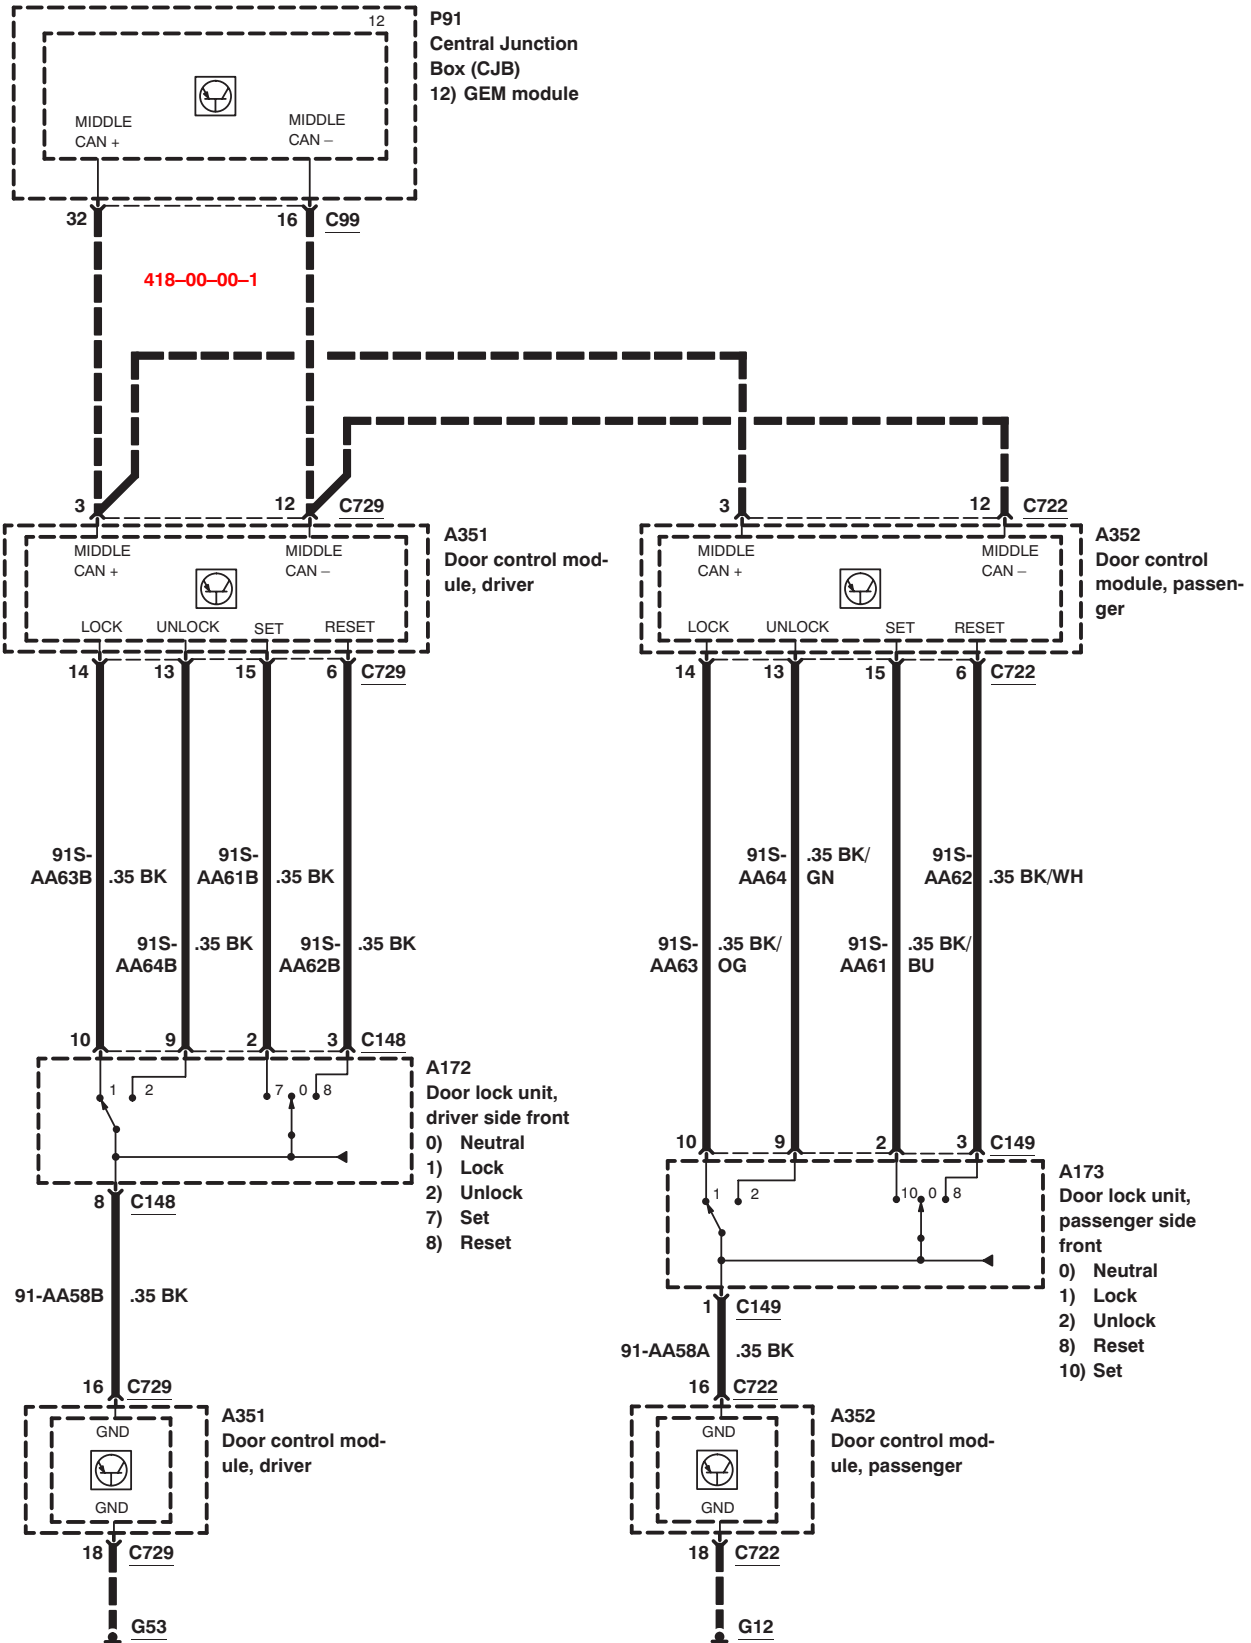 12
P91
Central Junction
Box (CJB)
12) GEM module
MIDDLE
CAN +
MIDDLE
CAN –
32
16
C99
418–00–00–1
3
12
C729
3
12
C722
A351
Door control mod-
ule, driver
MIDDLE
CAN +
MIDDLE
CAN –
LOCK
UNLOCK
SET
RESET
A352
Door control
module, passen-
ger
MIDDLE
CAN +
MIDDLE
CAN –
LOCK
UNLOCK
SET
RESET
14
13
15
6
C729
14
13
15
6
C722
91S-
AA63B
.35 BK
91S-
AA61B
.35 BK
91S-
AA64B
.35 BK
91S-
AA62B
.35 BK
91S-
AA64
.35 BK/
GN
91S-
AA62
.35 BK/WH
91S-
AA63
.35 BK/
OG
91S-
AA61
.35 BK/
BU
10
9
2
3
C148
1
2
7
0
8
A172
Door lock unit,
driver side front
0) Neutral
1) Lock
2) Unlock
7) Set
8) Reset
8
C148
10
9
2
3
C149
1
2
10
0
8
A173
Door lock unit,
passenger side
front
0) Neutral
1) Lock
2) Unlock
8) Reset
10) Set
91-AA58B
.35 BK
1
C149
91-AA58A
.35 BK
16
C729
16
C722
GND
GND
A351
Door control mod-
ule, driver
GND
GND
A352
Door control mod-
ule, passenger
18
C729
18
C722
G53
G12